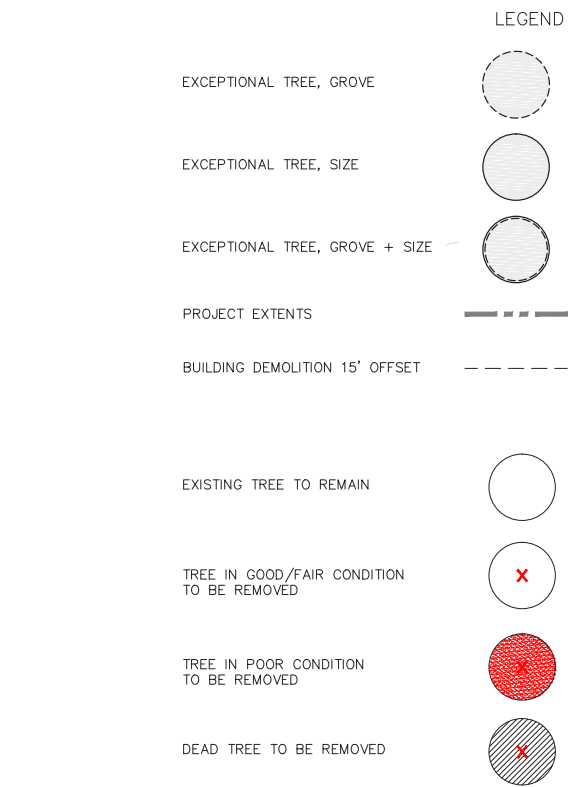 LEGEND
EXCEPTIONAL TREE, GROVE
EXCEPTIONAL TREE, SIZE
EXCEPTIONAL TREE, GROVE + SIZE
PROJECT EXTENTS
BUILDING DEMOLITION 15' OFFSET
EXISTING TREE TO REMAIN
TREE IN GOOD/FAIR CONDITION
TO BE REMOVED
TREE IN POOR CONDITION
TO BE REMOVED
DEAD TREE TO BE REMOVED